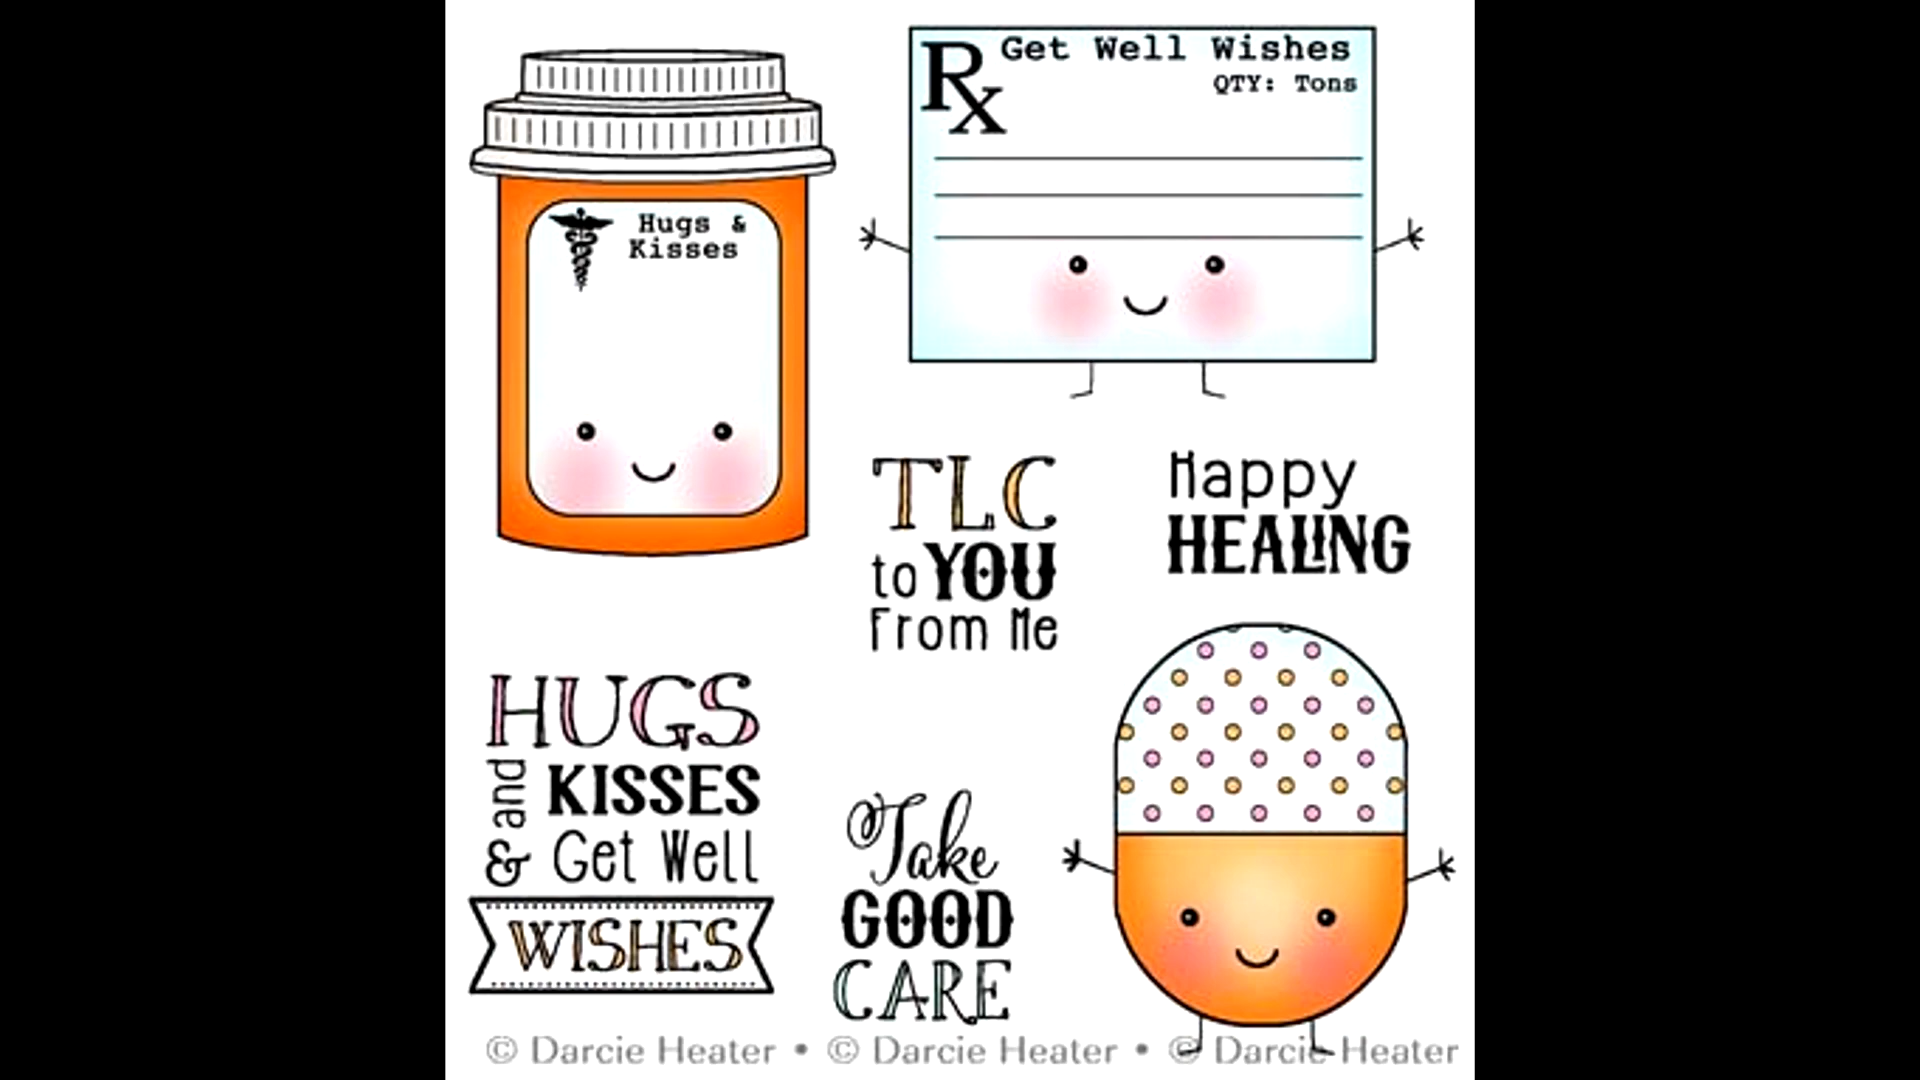 Hugs &
Kisses
Rx Get Well Wishes
QTY: Tons
TLC
to YOU
From Me
Happy
HEALING
HUGS
and KISSES
& Get Well
WISHES
Take
GOOD
CARE
© Darcie Heater • © Darcie Heater • © Darcie Heater